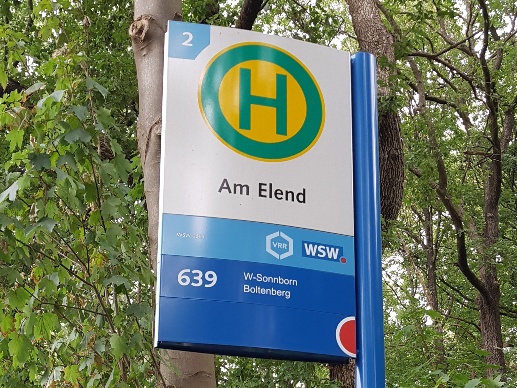 2
H
Am Elend
VRR
WSW.
639
W-Sonnborn
Boltenberg